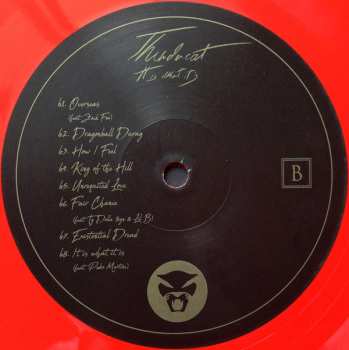 Thundercat
It is what it is
b1. Overseas
(feat. Zack Fox)
b2. Dragonball Durag
b3. How I Feel
b4. King of the Hill
b5. Unrequited Love
b6. Fair Chance
(feat. Ty Dolla $ign & Lil B)
b7. Existential Dread
b8. It is what it is
(feat. Pedro Martins)
B